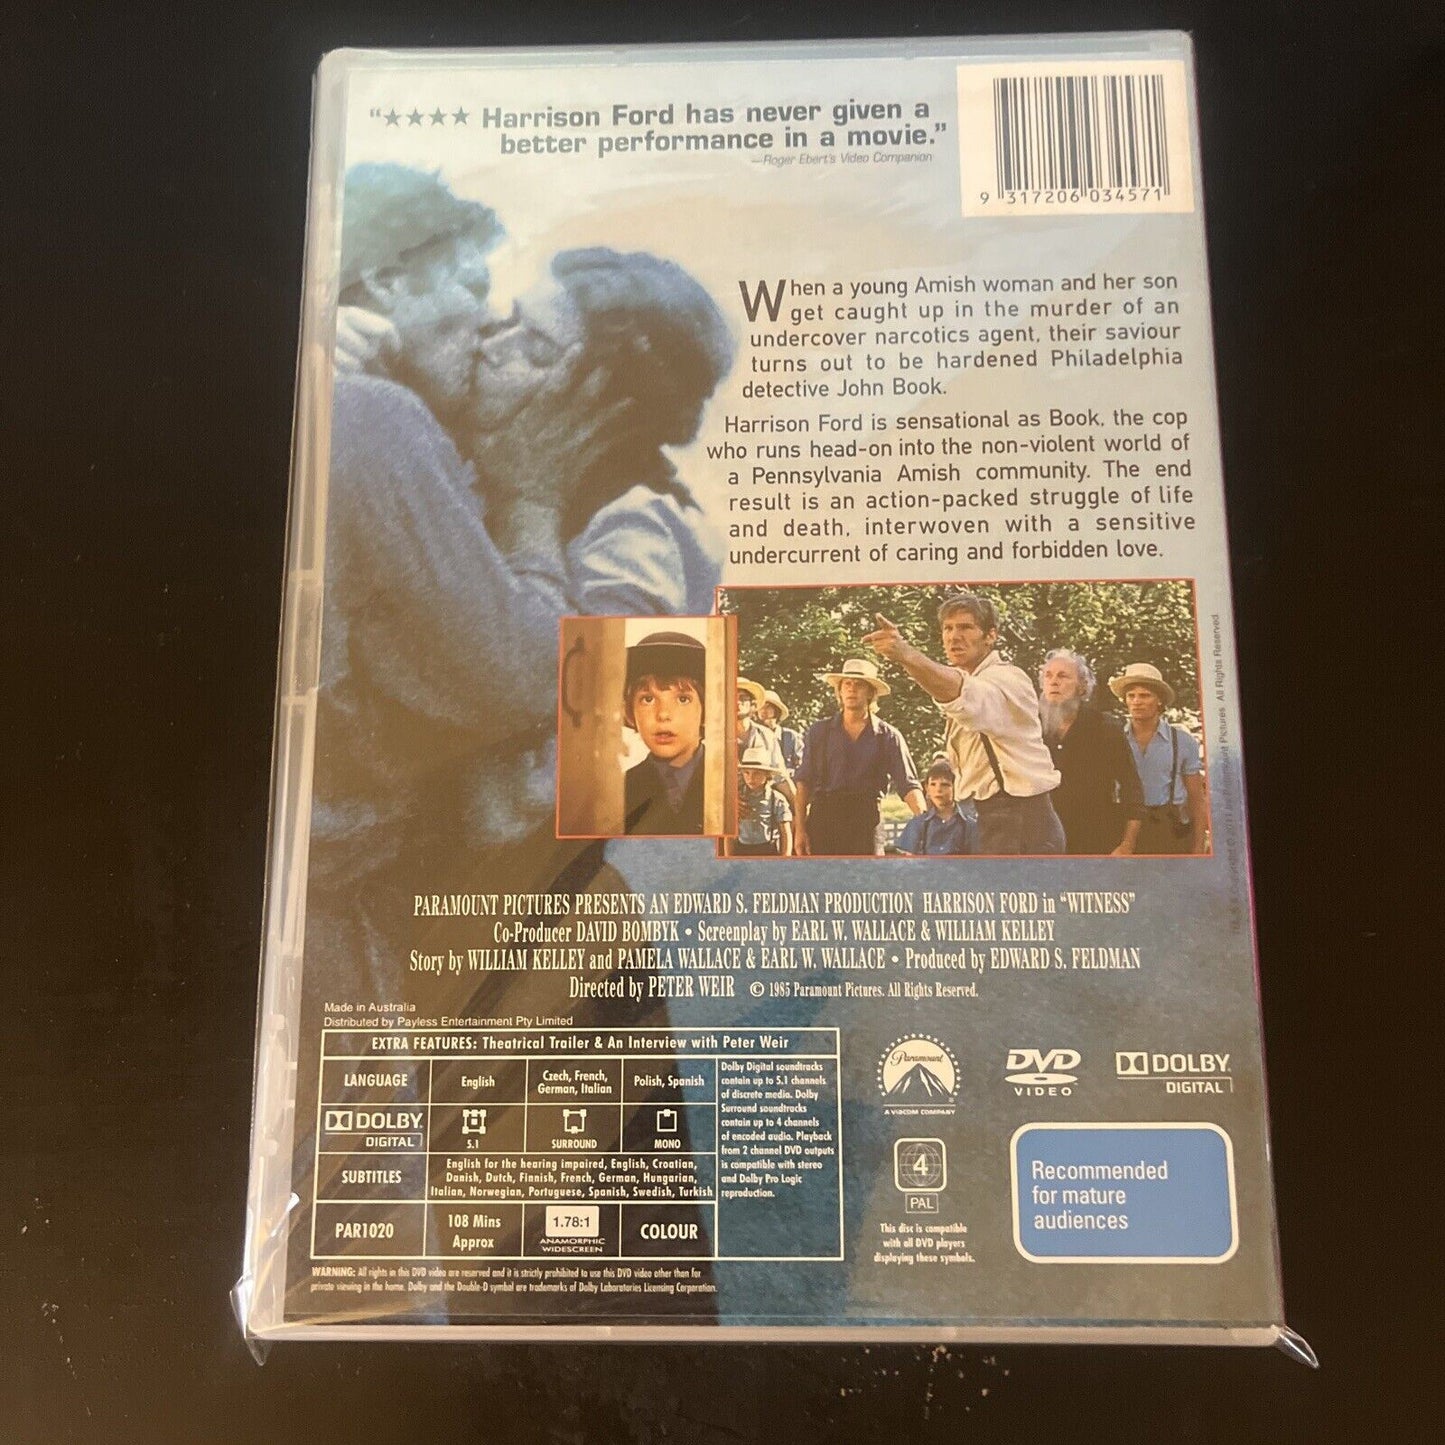 “★★★★ Harrison Ford has never given a
better performance in a movie.”
—Roger Ebert's Video Companion
9 317206 034571
When a young Amish woman and her son
get caught up in the murder of an
undercover narcotics agent, their saviour
turns out to be hardened Philadelphia
detective John Book.
Harrison Ford is sensational as Book, the cop
who runs head-on into the non-violent world of
a Pennsylvania Amish community. The end
result is an action-packed struggle of life
and death, interwoven with a sensitive
undercurrent of caring and forbidden love.
Pictures. All Rights Reserved.
PARAMOUNT PICTURES PRESENTS AN EDWARD S. FELDMAN PRODUCTION HARRISON FORD in “WITNESS”
Co-Producer DAVID BOMBYK • Screenplay by EARL W. WALLACE & WILLIAM KELLEY
Story by WILLIAM KELLEY and PAMELA WALLACE & EARL W. WALLACE • Produced by EDWARD S. FELDMAN
Directed by PETER WEIR © 1985 Paramount Pictures. All Rights Reserved.
Made in Australia
Distributed by Payless Entertainment Pty Limited
EXTRA FEATURES: Theatrical Trailer & An Interview with Peter Weir
LANGUAGE
English
Czech, French,
German, Italian
Polish, Spanish
DOLBY
DIGITAL
5.1
SURROUND
MONO
SUBTITLES
English for the hearing impaired, English, Croatian,
Danish, Dutch, Finnish, French, German, Hungarian,
Italian, Norwegian, Portuguese, Spanish, Swedish, Turkish
PAR1020
108 Mins
Approx
1.78:1
ANAMORPHIC
WIDESCREEN
COLOUR
Dolby Digital soundtracks
contain up to 5.1 channels
of discrete media. Dolby
Surround soundtracks
contain up to 4 channels
of encoded audio. Playback
from 2 channel DVD outputs
is compatible with stereo
and Dolby Pro Logic
reproduction.
WARNING: All rights in this DVD video are reserved and it is strictly prohibited to use this DVD video other than for
private viewing in the home. Dolby and the Double-D symbol are trademarks of Dolby Laboratories Licensing Corporation.
Paramount
A VIACOM COMPANY
DVD
VIDEO
DOLBY
DIGITAL
4
PAL
This disc is compatible
with all DVD players
displaying these symbols.
Recommended
for mature
audiences